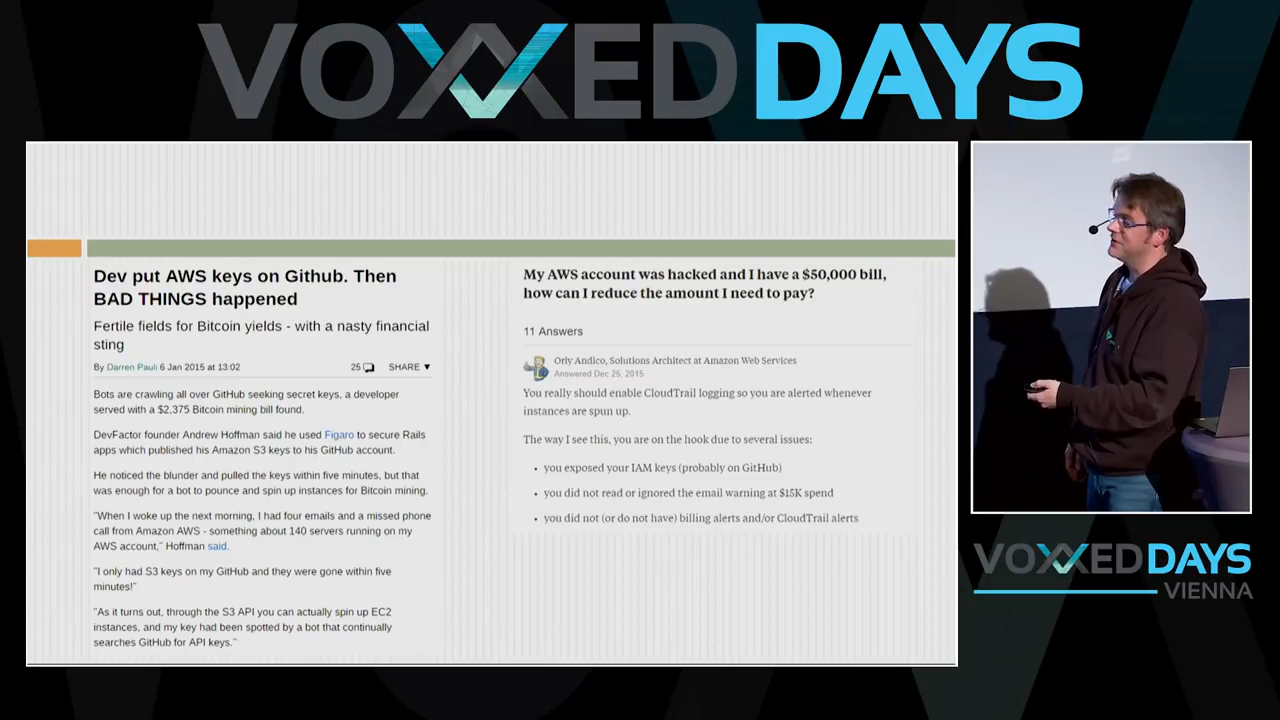 VOXXED DAYS
Dev put AWS keys on Github. Then
BAD THINGS happened
Fertile fields for Bitcoin yields - with a nasty financial
sting
By Darren Pauli 6 Jan 2015 at 13:02 25 SHARE ▼
Bots are crawling all over GitHub seeking secret keys, a developer
served with a $2,375 Bitcoin mining bill found.
DevFactor founder Andrew Hoffman said he used Figaro to secure Rails
apps which published his Amazon S3 keys to his GitHub account.
He noticed the blunder and pulled the keys within five minutes, but that
was enough for a bot to pounce and spin up instances for Bitcoin mining.
"When I woke up the next morning, I had four emails and a missed phone
call from Amazon AWS - something about 140 servers running on my
AWS account," Hoffman said.
"I only had S3 keys on my GitHub and they were gone within five
minutes!"
"As it turns out, through the S3 API you can actually spin up EC2
instances, and my key had been spotted by a bot that continually
searches GitHub for API keys."
My AWS account was hacked and I have a $50,000 bill,
how can I reduce the amount I need to pay?
11 Answers
Orly Andico, Solutions Architect at Amazon Web Services
Answered Dec 25, 2015
You really should enable CloudTrail logging so you are alerted whenever
instances are spun up.
The way I see this, you are on the hook due to several issues:
• you exposed your IAM keys (probably on GitHub)
• you did not read or ignored the email warning at $15K spend
• you did not (or do not have) billing alerts and/or CloudTrail alerts
VOXXED DAYS
VIENNA